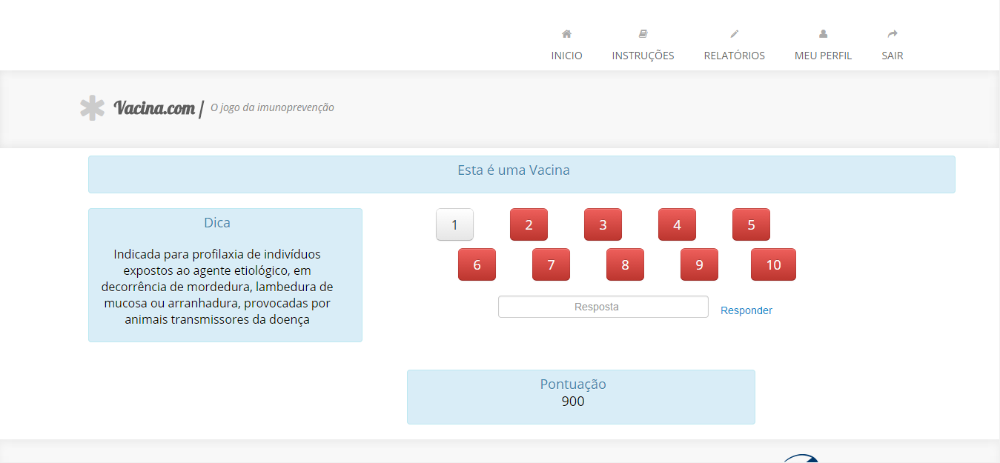 INICIO INSTRUÇÕES RELATÓRIOS MEU PERFIL SAIR
Vacina.com / O jogo da imunoprevenção
Esta é uma Vacina
Dica
Indicada para profilaxia de indivíduos
expostos ao agente etiológico, em
decorrência de mordedura, lambedura de
mucosa ou arranhadura, provocadas por
animais transmissores da doença
1 2 3 4 5
6 7 8 9 10
Resposta Responder
Pontuação
900